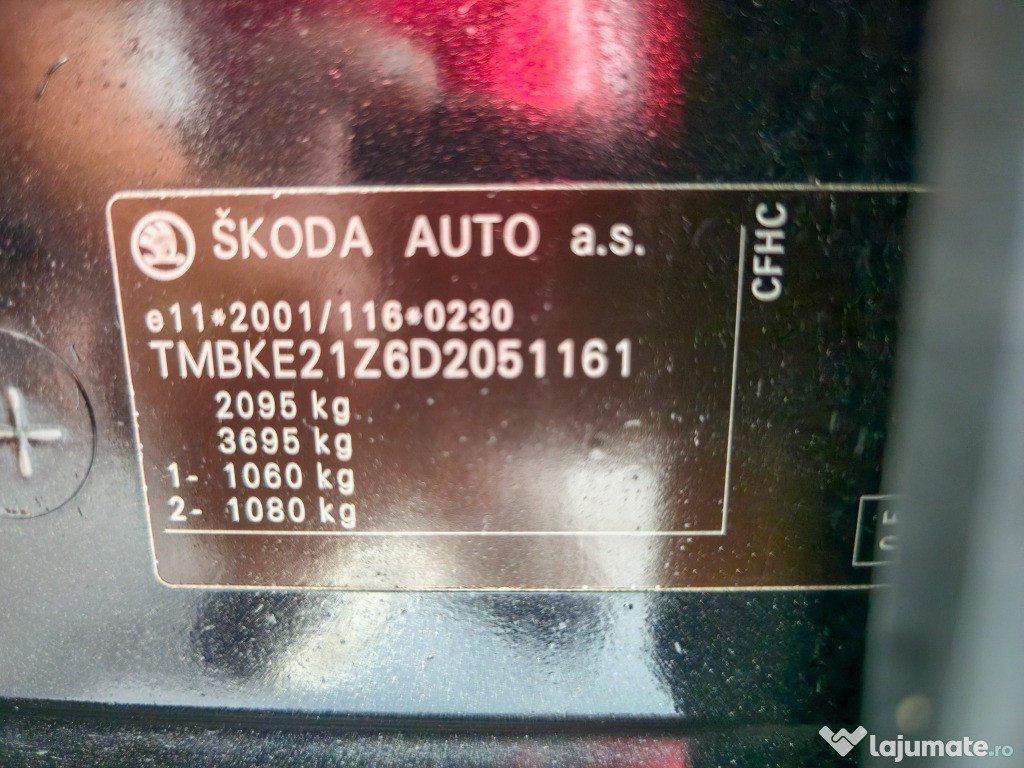 ŠKODA AUTO a.s.
CFHC
e11*2001/116*0230
TMBKE21Z6D2051161
2095 kg
3695 kg
1- 1060 kg
2- 1080 kg
lajumate.ro